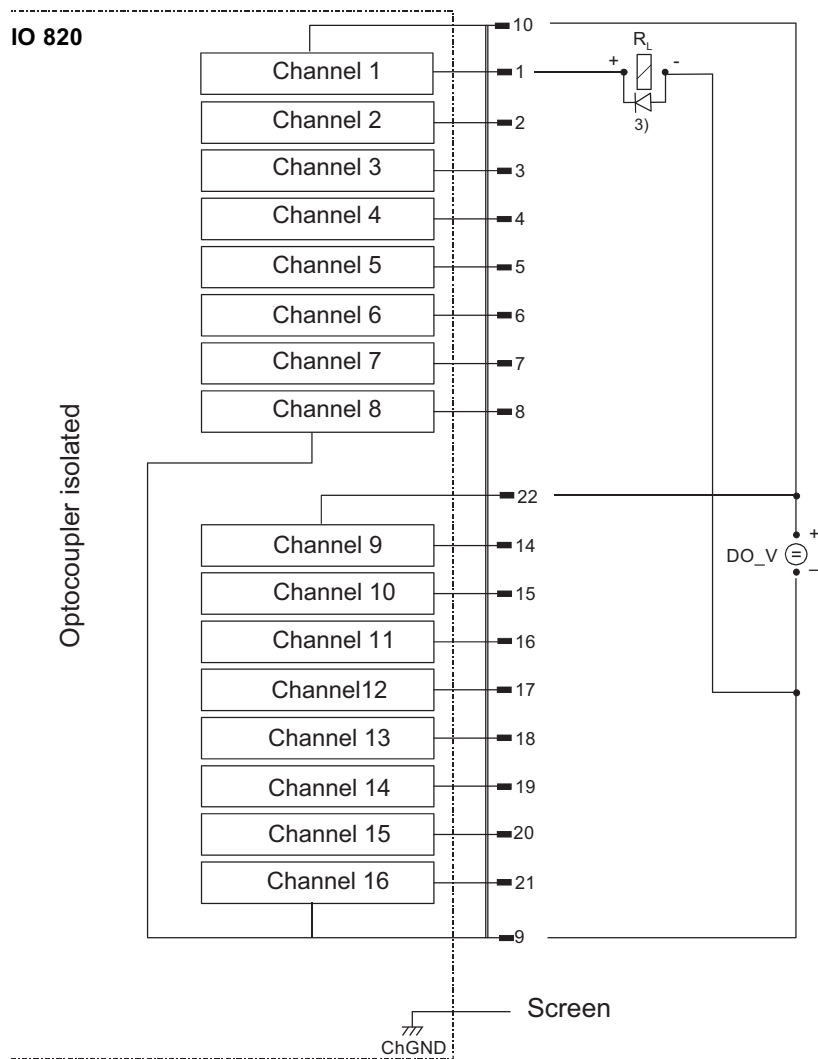 IO 820
10
R_L
+ -
3)
Channel 1 1
Channel 2 2
Channel 3 3
Channel 4 4
Channel 5 5
Channel 6 6
Channel 7 7
Channel 8 8
Optocoupler isolated
22
Channel 9 14
DO_V = + –
Channel 10 15
Channel 11 16
Channel12 17
Channel 13 18
Channel 14 19
Channel 15 20
Channel 16 21
9
Screen
ChGND